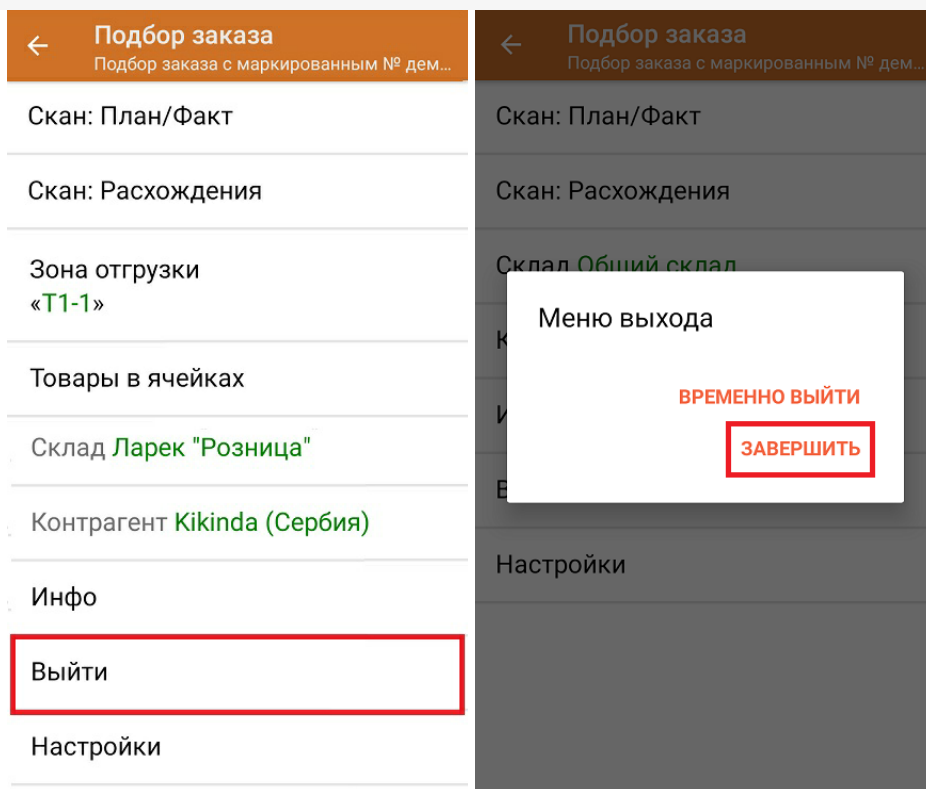 Подбор заказа
Подбор заказа с маркированным № дем...
Скан: План/Факт
Скан: Расхождения
Зона отгрузки
«Т1-1»
Товары в ячейках
Склад Ларек "Розница"
Контрагент Kikinda (Сербия)
Инфо
Выйти
Настройки
Подбор заказа
Подбор заказа с маркированным № дем...
Скан: План/Факт
Скан: Расхождения
Склад Общий склад
Меню выхода
ВРЕМЕННО ВЫЙТИ
ЗАВЕРШИТЬ
К
И
В
Настройки